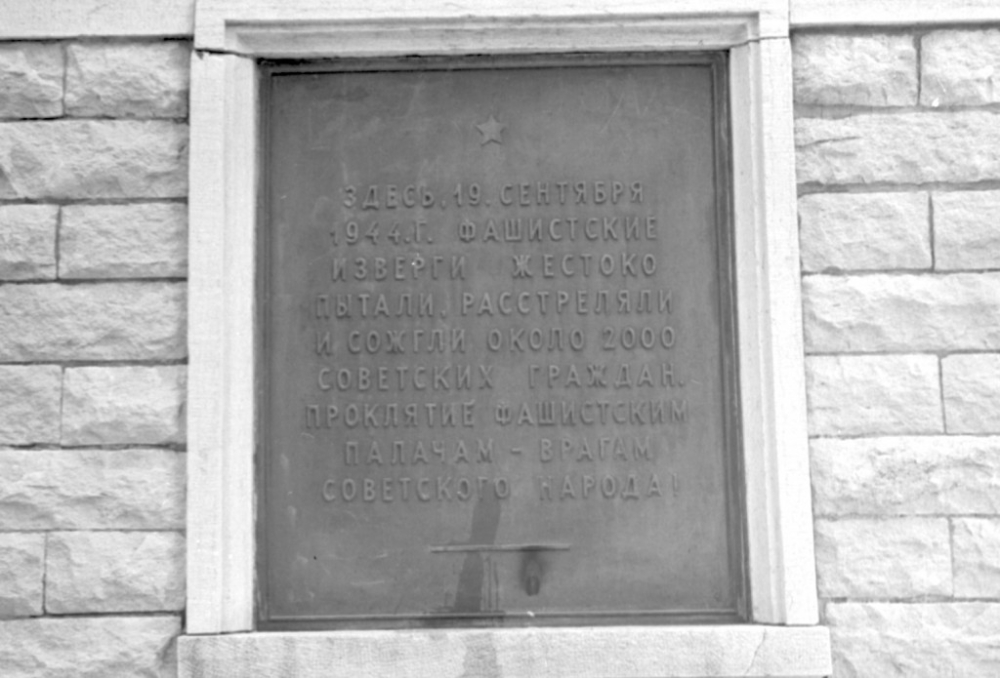 ЗДЕСЬ, 19. СЕНТЯБРЯ
1944.Г. ФАШИСТСКИЕ
ИЗВЕРГИ ЖЕСТОКО
ПЫТАЛИ, РАССТРЕЛЯЛИ
И СОЖГЛИ ОКОЛО 2000
СОВЕТСКИХ ГРАЖДАН.
ПРОКЛЯТИЕ ФАШИСТСКИМ
ПАЛАЧАМ - ВРАГАМ
СОВЕТСКОГО НАРОДА!